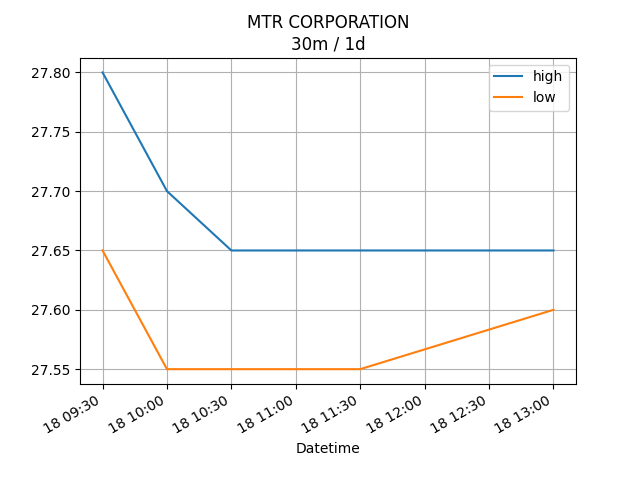 MTR CORPORATION
30m / 1d
high
low
27.80
27.75
27.70
27.65
27.60
27.55
18 09:30
18 10:00
18 10:30
18 11:00
18 11:30
18 12:00
18 12:30
18 13:00
Datetime